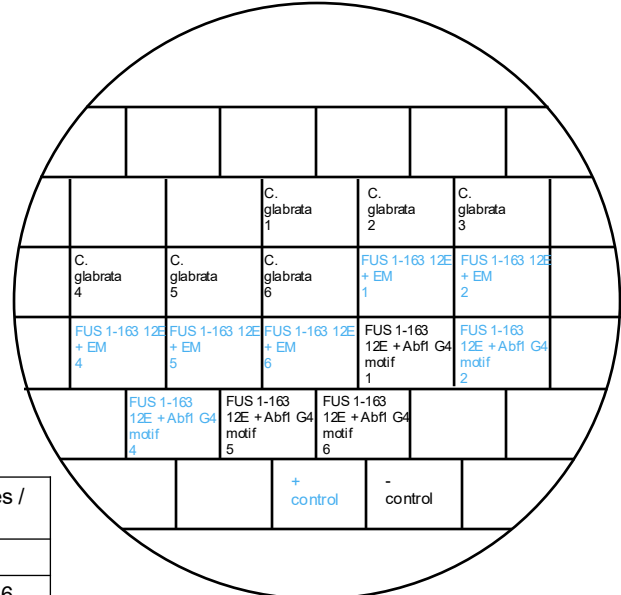 C.
glabrata
1
C.
glabrata
2
C.
glabrata
3
C.
glabrata
4
C.
glabrata
5
C.
glabrata
6
FUS 1-163 12E
+ EM
1
FUS 1-163 12E
+ EM
2
FUS 1-163 12E
+ EM
4
FUS 1-163 12E
+ EM
5
FUS 1-163 12E
+ EM
6
FUS 1-163
12E + Abf1 G4
motif
1
FUS 1-163
12E + Abf1 G4
motif
2
FUS 1-163
12E + Abf1 G4
motif
4
FUS 1-163
12E + Abf1 G4
motif
5
FUS 1-163
12E + Abf1 G4
motif
6
+
control
-
control
es /
6